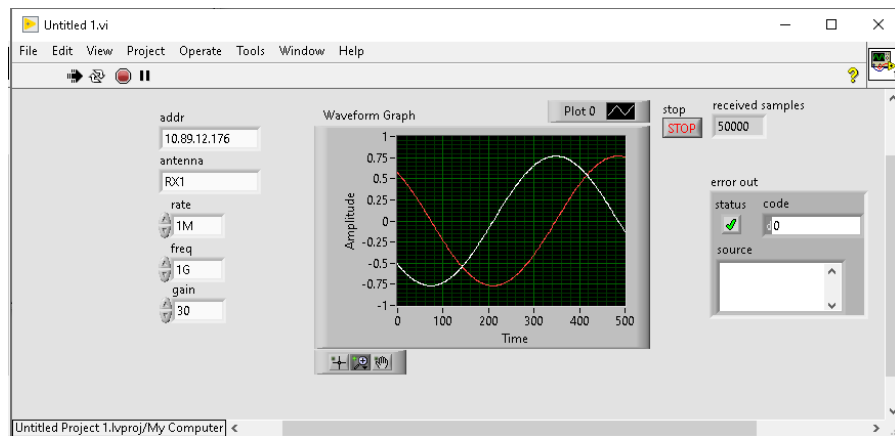 Untitled 1.vi
File Edit View Project Operate Tools Window Help
addr
10.89.12.176
antenna
RX1
rate
1M
freq
1G
gain
30
Waveform Graph
Plot 0
Amplitude
1
0.75
0.5
0.25
0
-0.25
-0.5
-0.75
-1
0 100 200 300 400 500
Time
stop
STOP
received samples
50000
error out
status code
d 0
source
Untitled Project 1.lvproj/My Computer